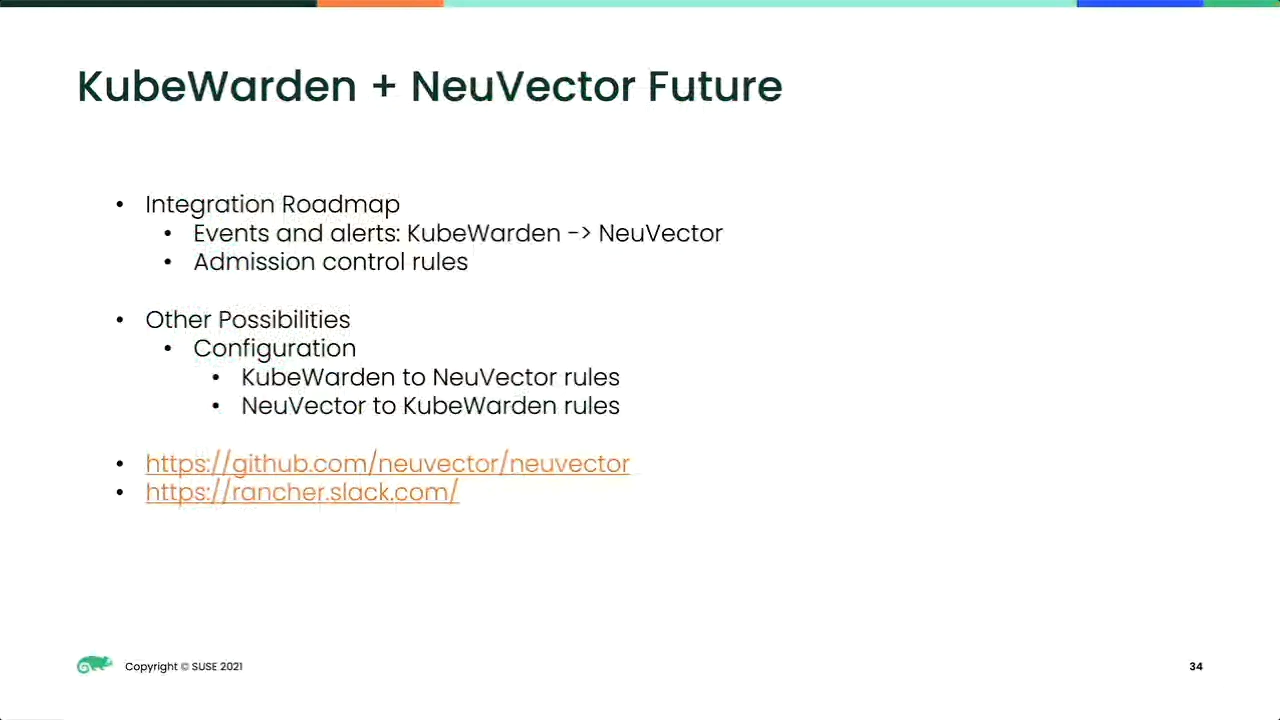 KubeWarden + NeuVector Future
• Integration Roadmap
• Events and alerts: KubeWarden -> NeuVector
• Admission control rules
• Other Possibilities
• Configuration
• KubeWarden to NeuVector rules
• NeuVector to KubeWarden rules
• https://github.com/neuvector/neuvector
• https://rancher.slack.com/
Copyright © SUSE 2021
34